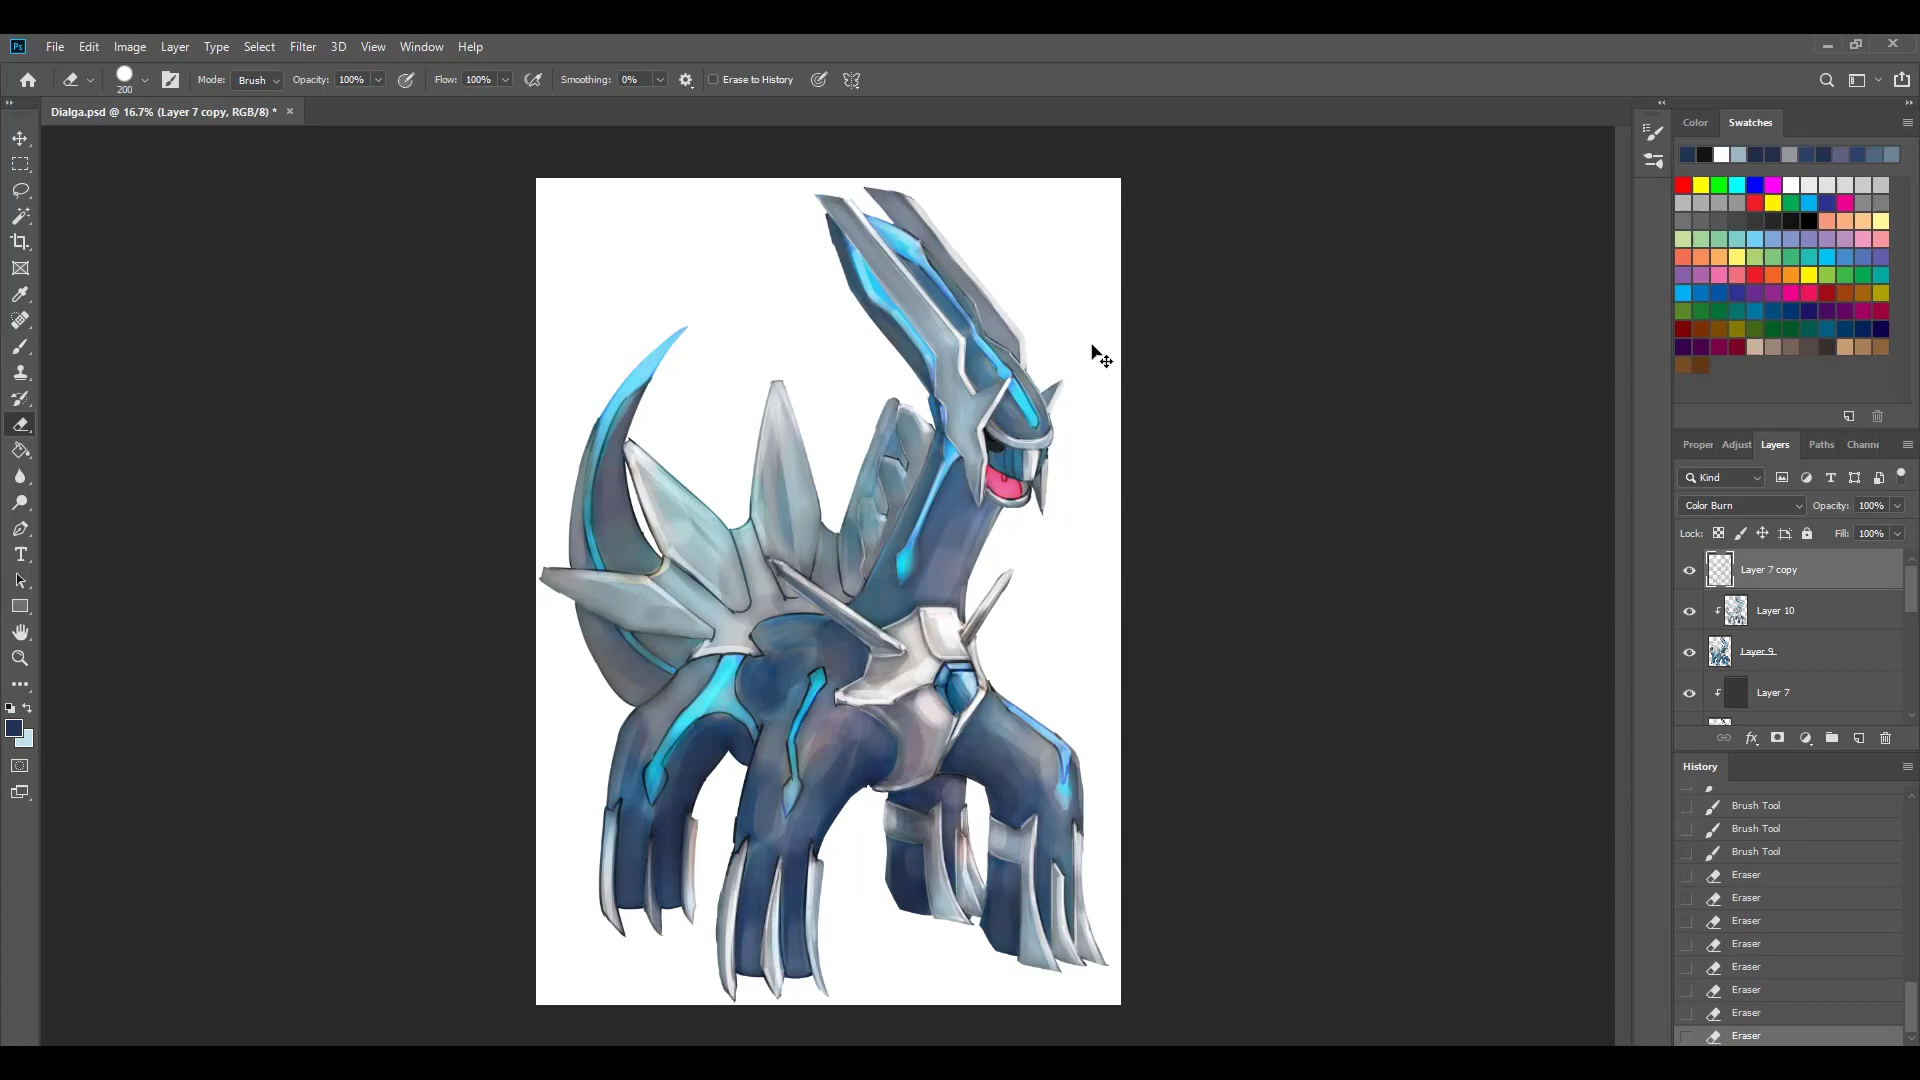 Ps File Edit Image Layer Type Select Filter 3D View Window Help
200 Mode: Brush Opacity: 100% Flow: 100% Smoothing: 0% Erase to History
Dialga.psd @ 16.7% (Layer 7 copy, RGB/8) *
Color Swatches
Proper Adjust Layers Paths Channe
Kind
Color Burn Opacity: 100%
Lock: Fill: 100%
Layer 7 copy
Layer 10
Layer 9
Layer 7
fx
History
Brush Tool
Brush Tool
Brush Tool
Eraser
Eraser
Eraser
Eraser
Eraser
Eraser
Eraser
Eraser